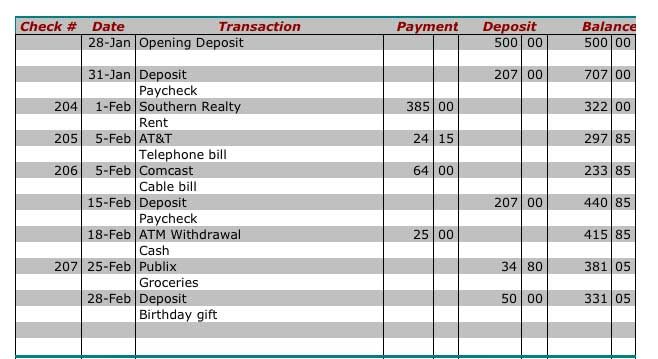 Check # Date Transaction Payment Deposit Balance
28-Jan Opening Deposit 500 00 500 00
31-Jan Deposit 207 00 707 00
Paycheck
204 1-Feb Southern Realty 385 00 322 00
Rent
205 5-Feb AT&T 24 15 297 85
Telephone bill
206 5-Feb Comcast 64 00 233 85
Cable bill
15-Feb Deposit 207 00 440 85
Paycheck
18-Feb ATM Withdrawal 25 00 415 85
Cash
207 25-Feb Publix 34 80 381 05
Groceries
28-Feb Deposit 50 00 331 05
Birthday gift